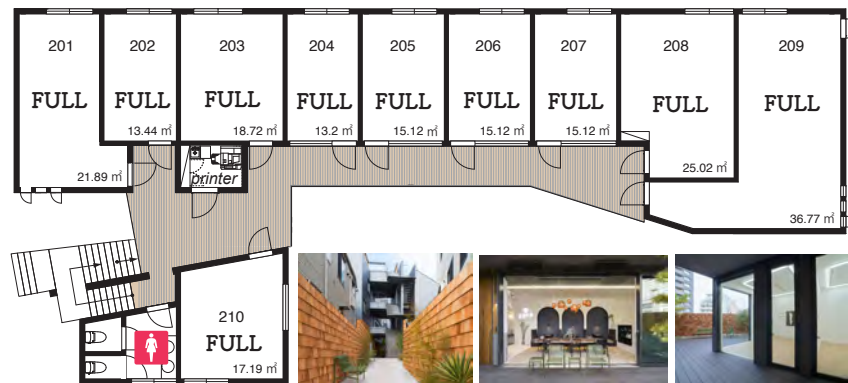 201
FULL
21.89 ㎡
202
FULL
13.44 ㎡
203
FULL
18.72 ㎡
204
FULL
13.2 ㎡
205
FULL
15.12 ㎡
206
FULL
15.12 ㎡
207
FULL
15.12 ㎡
208
FULL
25.02 ㎡
209
FULL
36.77 ㎡
printer
210
FULL
17.19 ㎡